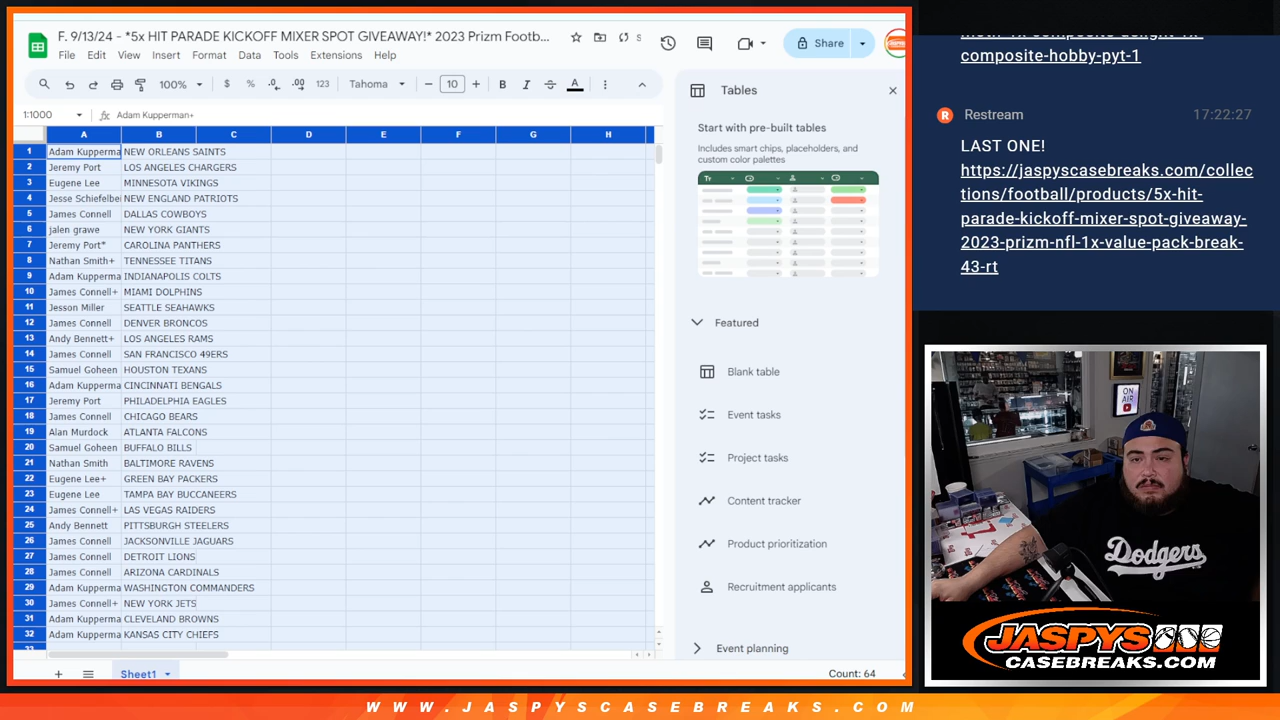 F. 9/13/24 - *5x HIT PARADE KICKOFF MIXER SPOT GIVEAWAY!* 2023 Prizm Footb...
File Edit View Insert Format Data Tools Extensions Help
Share
100% $ % .0 .00 123 Tahoma 10 B I S A
1:1000 fx Adam Kupperman+
A B C D E F G H
1 Adam Kupperma NEW ORLEANS SAINTS
2 Jeremy Port LOS ANGELES CHARGERS
3 Eugene Lee MINNESOTA VIKINGS
4 Jesse Schiefelbei NEW ENGLAND PATRIOTS
5 James Connell DALLAS COWBOYS
6 jalen grave NEW YORK GIANTS
7 Jeremy Port* CAROLINA PANTHERS
8 Nathan Smith+ TENNESSEE TITANS
9 Adam Kupperma INDIANAPOLIS COLTS
10 James Connell+ MIAMI DOLPHINS
11 Jesson Miller SEATTLE SEAHAWKS
12 James Connell DENVER BRONCOS
13 Andy Bennett+ LOS ANGELES RAMS
14 James Connell SAN FRANCISCO 49ERS
15 Samuel Goheen HOUSTON TEXANS
16 Adam Kupperma CINCINNATI BENGALS
17 Jeremy Port PHILADELPHIA EAGLES
18 James Connell CHICAGO BEARS
19 Alan Murdock ATLANTA FALCONS
20 Samuel Goheen BUFFALO BILLS
21 Nathan Smith BALTIMORE RAVENS
22 Eugene Lee+ GREEN BAY PACKERS
23 Eugene Lee TAMPA BAY BUCCANEERS
24 James Connell+ LAS VEGAS RAIDERS
25 Andy Bennett PITTSBURGH STEELERS
26 James Connell JACKSONVILLE JAGUARS
27 James Connell DETROIT LIONS
28 James Connell ARIZONA CARDINALS
29 Adam Kupperma WASHINGTON COMMANDERS
30 James Connell+ NEW YORK JETS
31 Adam Kupperma CLEVELAND BROWNS
32 Adam Kupperma KANSAS CITY CHIEFS
Sheet1
Count: 64
Tables
Start with pre-built tables
Includes smart chips, placeholders, and
custom color palettes
Featured
Blank table
Event tasks
Project tasks
Content tracker
Product prioritization
Recruitment applicants
Event planning
composite-hobby-pyt-1
Restream 17:22:27
LAST ONE!
https://jaspyscasebreaks.com/collec
tions/football/products/5x-hit-
parade-kickoff-mixer-spot-giveaway-
2023-prizm-nfl-1x-value-pack-break-
43-rt
ON
AIR
Dodgers
JASPYS
CASEBREAKS.COM
WWW.JASPYSCASEBREAKS.COM